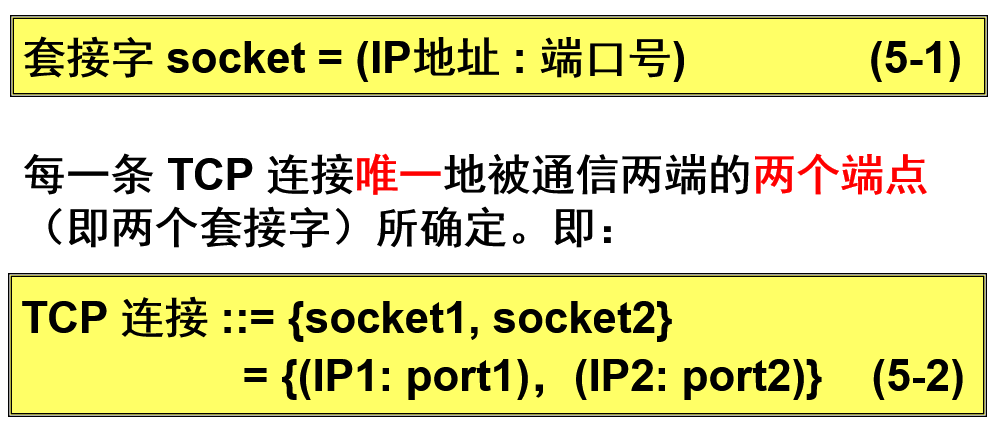 套接字 socket = (IP地址 : 端口号) (5-1)
每一条 TCP 连接唯一地被通信两端的两个端点
（即两个套接字）所确定。即：
TCP 连接 ::= {socket1, socket2}
= {(IP1: port1)，(IP2: port2)} (5-2)